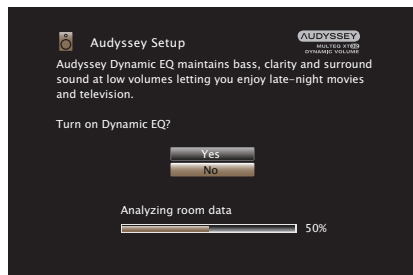 Audyssey Setup
AUDYSSEY
MULTEQ XT32
DYNAMIC VOLUME
Audyssey Dynamic EQ maintains bass, clarity and surround
sound at low volumes letting you enjoy late-night movies
and television.
Turn on Dynamic EQ?
Yes
No
Analyzing room data
50%